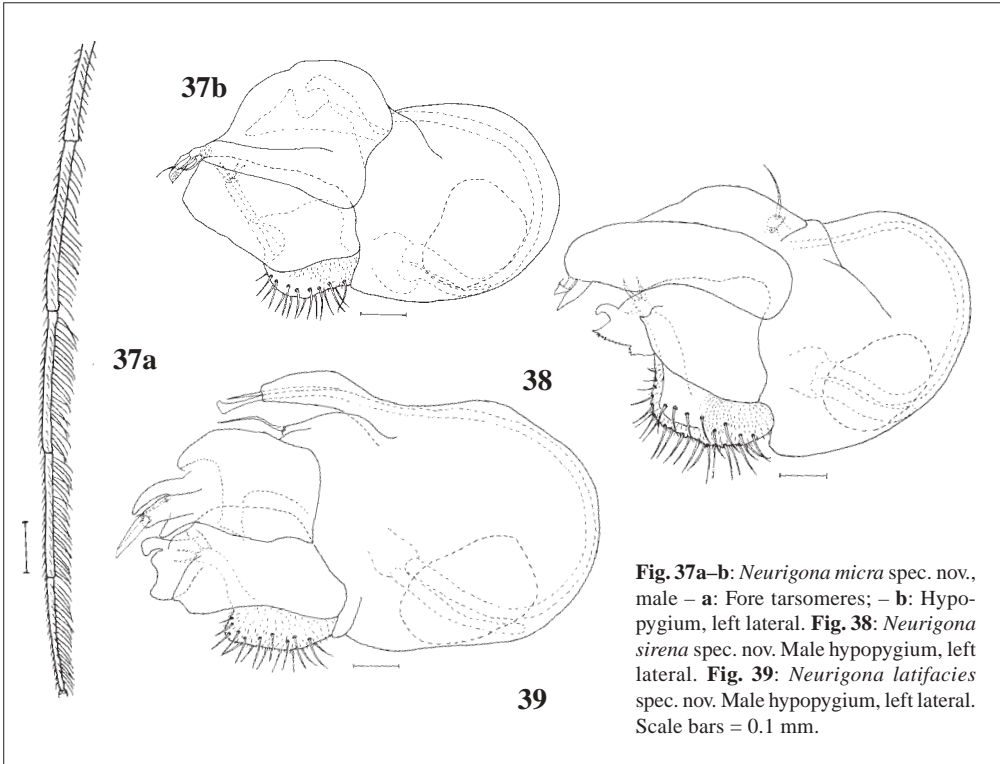 37b
37a
38
39
Fig. 37a–b: Neurigona micra spec. nov.,
male – a: Fore tarsomeres; – b: Hypo-
pygium, left lateral. Fig. 38: Neurigona
sirena spec. nov. Male hypopygium, left
lateral. Fig. 39: Neurigona latifacies
spec. nov. Male hypopygium, left lateral.
Scale bars = 0.1 mm.